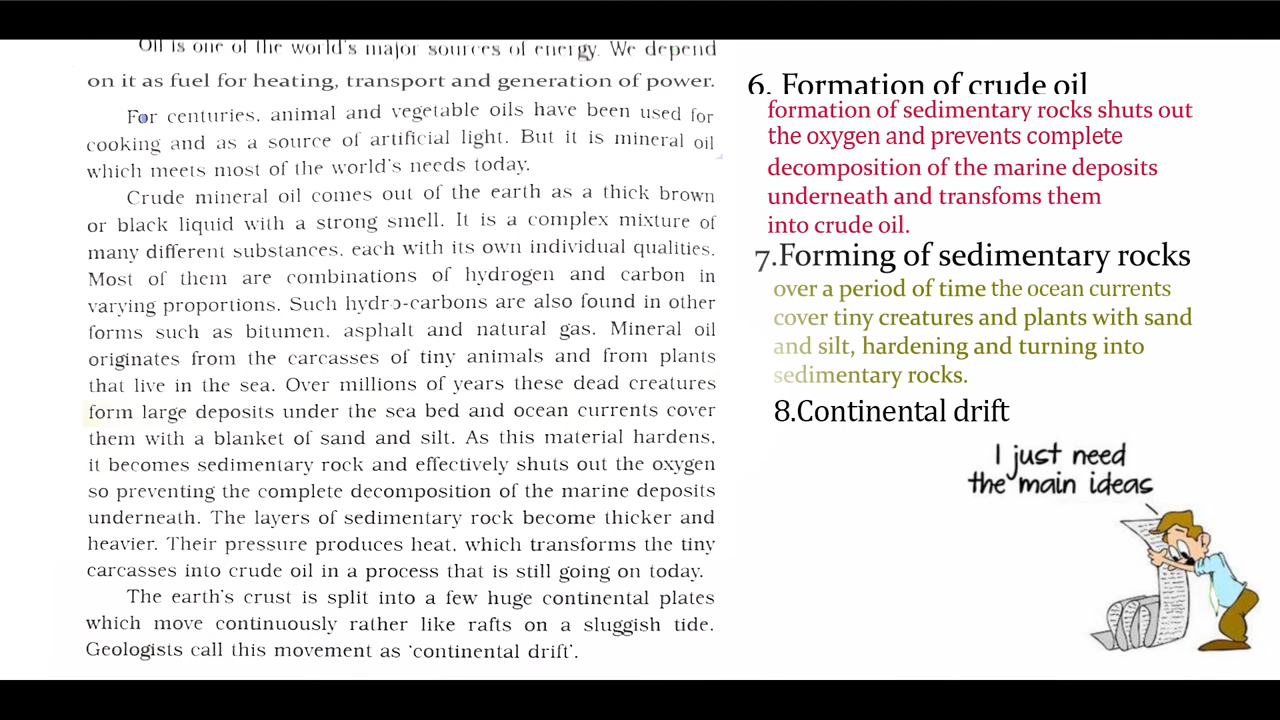 Oil is one of the world's major sources of energy. We depend
on it as fuel for heating, transport and generation of power.
For centuries, animal and vegetable oils have been used for
cooking and as a source of artificial light. But it is mineral oil
which meets most of the world's needs today.
Crude mineral oil comes out of the earth as a thick brown
or black liquid with a strong smell. It is a complex mixture of
many different substances, each with its own individual qualities.
Most of them are combinations of hydrogen and carbon in
varying proportions. Such hydro-carbons are also found in other
forms such as bitumen, asphalt and natural gas. Mineral oil
originates from the carcasses of tiny animals and from plants
that live in the sea. Over millions of years these dead creatures
form large deposits under the sea bed and ocean currents cover
them with a blanket of sand and silt. As this material hardens,
it becomes sedimentary rock and effectively shuts out the oxygen
so preventing the complete decomposition of the marine deposits
underneath. The layers of sedimentary rock become thicker and
heavier. Their pressure produces heat, which transforms the tiny
carcasses into crude oil in a process that is still going on today.
The earth's crust is split into a few huge continental plates
which move continuously rather like rafts on a sluggish tide.
Geologists call this movement as 'continental drift'.
6. Formation of crude oil
formation of sedimentary rocks shuts out
the oxygen and prevents complete
decomposition of the marine deposits
underneath and transfoms them
into crude oil.
7.Forming of sedimentary rocks
over a period of time the ocean currents
cover tiny creatures and plants with sand
and silt, hardening and turning into
sedimentary rocks.
8.Continental drift
I just need
the main ideas